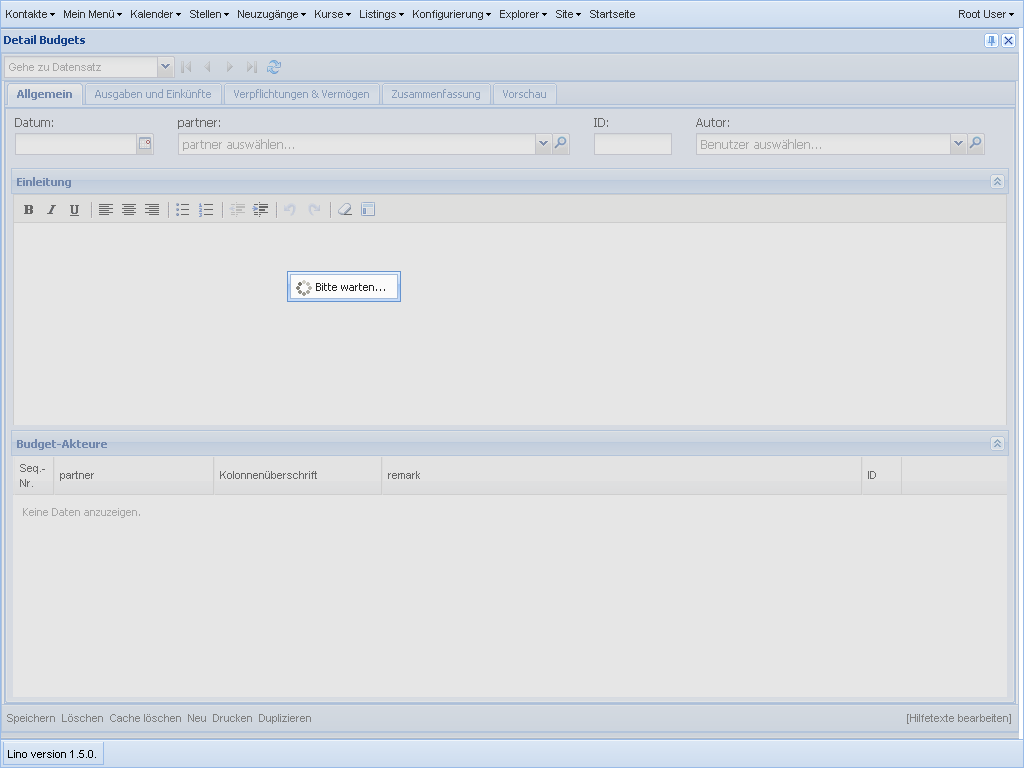 Kontakte Mein Menü Kalender Stellen Neuzugänge Kurse Listings Konfigurierung Explorer Site Startseite Root User
Detail Budgets
Gehe zu Datensatz
Allgemein Ausgaben und Einkünfte Verpflichtungen & Vermögen Zusammenfassung Vorschau
Datum: partner: ID: Autor:
partner auswählen... Benutzer auswählen...
Einleitung
B I U
Bitte warten...
Budget-Akteure
Seq.-
Nr. partner Kolonnenüberschrift remark ID
Keine Daten anzuzeigen.
Speichern Löschen Cache löschen Neu Drucken Duplizieren [Hilfetexte bearbeiten]
Lino version 1.5.0.